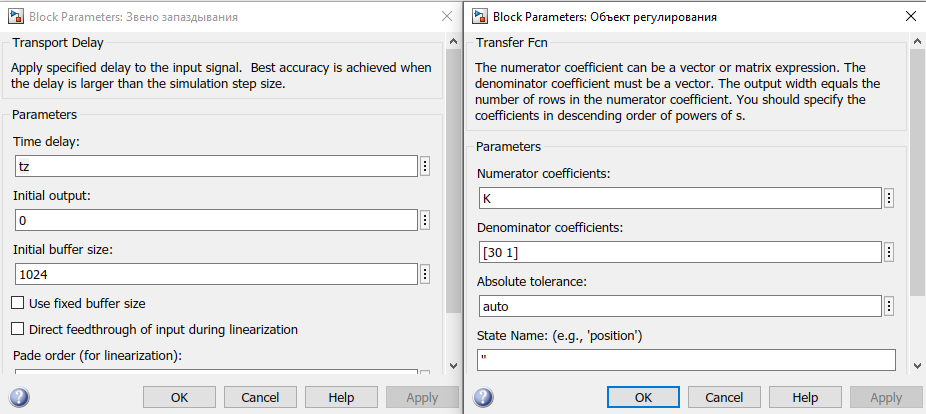 Block Parameters: Звено запаздывания
Transport Delay
Apply specified delay to the input signal.  Best accuracy is achieved when
the delay is larger than the simulation step size.
Parameters
Time delay:
tz
Initial output:
0
Initial buffer size:
1024
Use fixed buffer size
Direct feedthrough of input during linearization
Pade order (for linearization):
OK
Cancel
Help
Apply
Block Parameters: Объект регулирования
Transfer Fcn
The numerator coefficient can be a vector or matrix expression. The
denominator coefficient must be a vector. The output width equals the
number of rows in the numerator coefficient. You should specify the
coefficients in descending order of powers of s.
Parameters
Numerator coefficients:
K
Denominator coefficients:
[30 1]
Absolute tolerance:
auto
State Name: (e.g., 'position')
''
OK
Cancel
Help
Apply